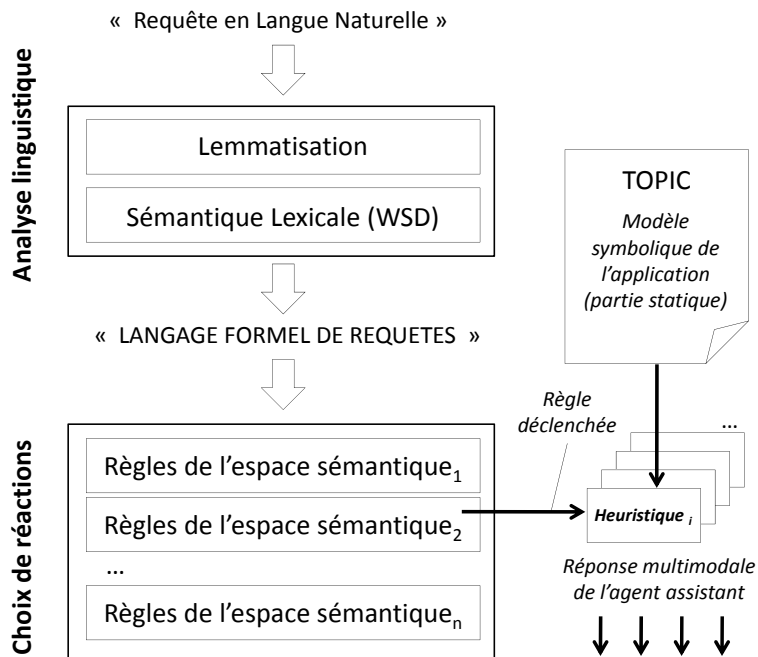 « Requête en Langue Naturelle »
Analyse linguistique
Lemmatisation
Sémantique Lexicale (WSD)
« LANGAGE FORMEL DE REQUETES »
Choix de réactions
Règles de l'espace sémantique1
Règles de l'espace sémantique2
...
Règles de l'espace sémantiquen
TOPIC
Modèle
symbolique de
l'application
(partie statique)
Règle
déclenchée
...
Heuristique i
Réponse multimodale
de l'agent assistant